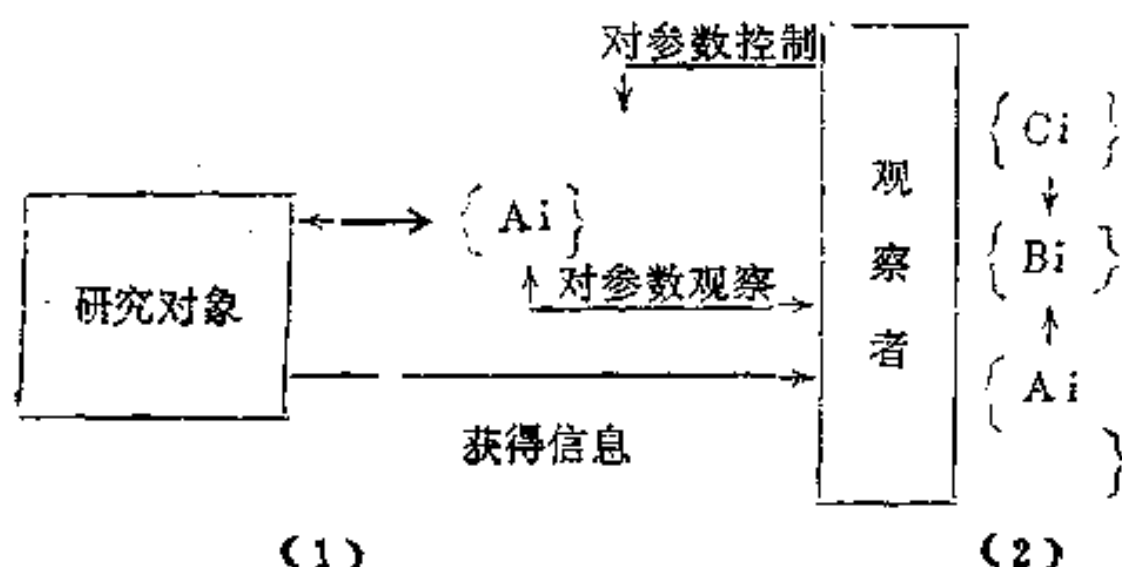 对参数控制
观察者
{Ci}
{Ai}
{Bi}
对参数观察
研究对象
{Ai}
获得信息
(1)
(2)